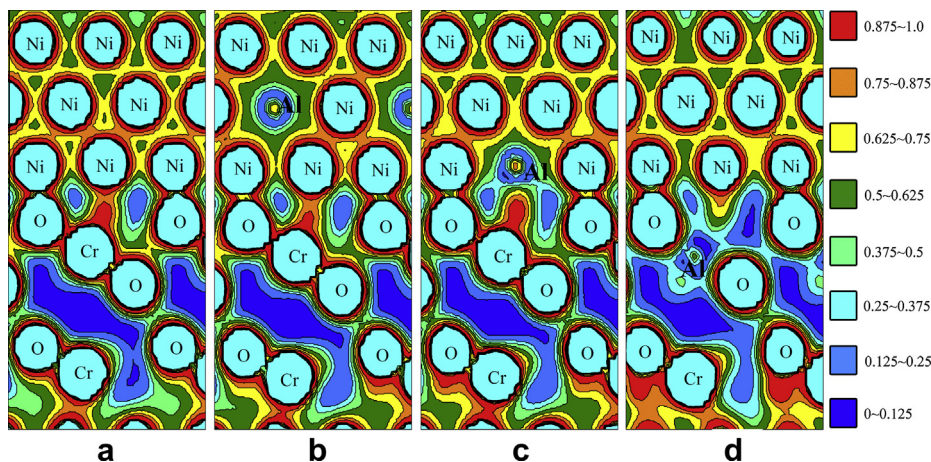 Ni Ni Ni Ni Ni Ni Ni Ni Ni Ni Ni Ni 0.875~1.0
0.75~0.875
Ni Ni Al Ni Ni Ni Ni Ni
0.625~0.75
Ni Ni Ni Ni Ni Ni Ni Al Ni Ni Ni Ni
0.5~0.625
O O O O O O O O
Cr Cr Cr Al
0.375~0.5
O O O O
0.25~0.375
O O O O O O O O
0.125~0.25
Cr Cr Cr Cr
0~0.125
a b c d